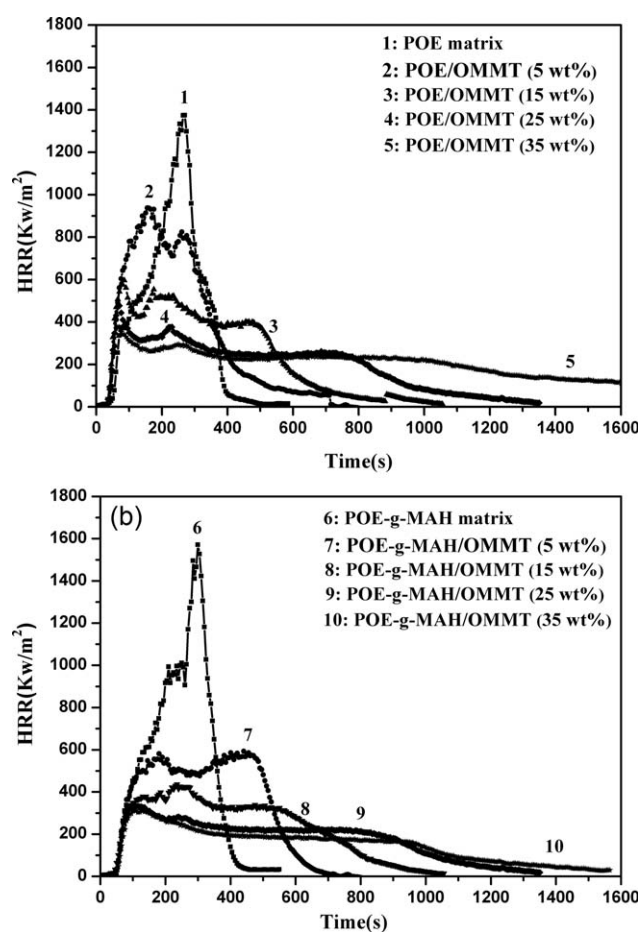 1800
1600
1400
1200
1000
800
600
400
200
0
HRR(Kw/m²)
1: POE matrix
2: POE/OMMT (5 wt%)
3: POE/OMMT (15 wt%)
4: POE/OMMT (25 wt%)
5: POE/OMMT (35 wt%)
1
2
3
4
5
0 200 400 600 800 1000 1200 1400 1600
Time(s)
(b)
1800
1600
1400
1200
1000
800
600
400
200
0
HRR(Kw/m²)
6: POE-g-MAH matrix
7: POE-g-MAH/OMMT (5 wt%)
8: POE-g-MAH/OMMT (15 wt%)
9: POE-g-MAH/OMMT (25 wt%)
10: POE-g-MAH/OMMT (35 wt%)
6
7
8
9
10
0 200 400 600 800 1000 1200 1400 1600
Time(s)